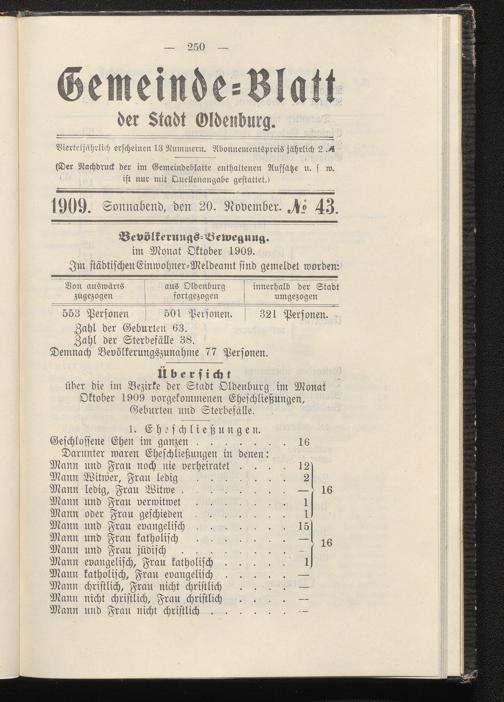 — 250 —
Gemeinde=Blatt
der Stadt Oldenburg.
Vierteljährlich erscheinen 13 Nummern. Abonnementspreis jährlich 2 ℳ
(Der Nachdruck der im Gemeindeblatte enthaltenen Aufsätze u. s. w.
ist nur mit Quellenangabe gestattet.)
1909. Sonnabend, den 20. November. № 43.
Bevölkerungs=Bewegung.
im Monat Oktober 1909.
Im städtischen Einwohner=Meldeamt sind gemeldet worden:
Von auswärts zugezogen | aus Oldenburg fortgezogen | innerhalb der Stadt umgezogen
553 Personen | 501 Personen. | 321 Personen.
Zahl der Geburten 63.
Zahl der Sterbefälle 38.
Demnach Bevölkerungszunahme 77 Personen.
Übersicht
über die im Bezirke der Stadt Oldenburg im Monat
Oktober 1909 vorgekommenen Eheschließungen,
Geburten und Sterbefälle.
1. Eheschließungen.
Geschlossene Ehen im ganzen . . . . . . . 16
Darunter waren Eheschließungen in denen:
Mann und Frau noch nie verheiratet . . . . . 12
Mann Witwer, Frau ledig . . . . . . . . 2
Mann ledig, Frau Witwe . . . . . . . . — 16
Mann und Frau verwitwet . . . . . . . . 1
Mann oder Frau geschieden . . . . . . . 1
Mann und Frau evangelisch . . . . . . . 15
Mann und Frau katholisch . . . . . . . —
Mann und Frau jüdisch . . . . . . . . — 16
Mann evangelisch, Frau katholisch . . . . . 1
Mann katholisch, Frau evangelisch . . . . . —
Mann christlich, Frau nicht christlich . . . . —
Mann nicht christlich, Frau christlich . . . . —
Mann und Frau nicht christlich . . . . . . —